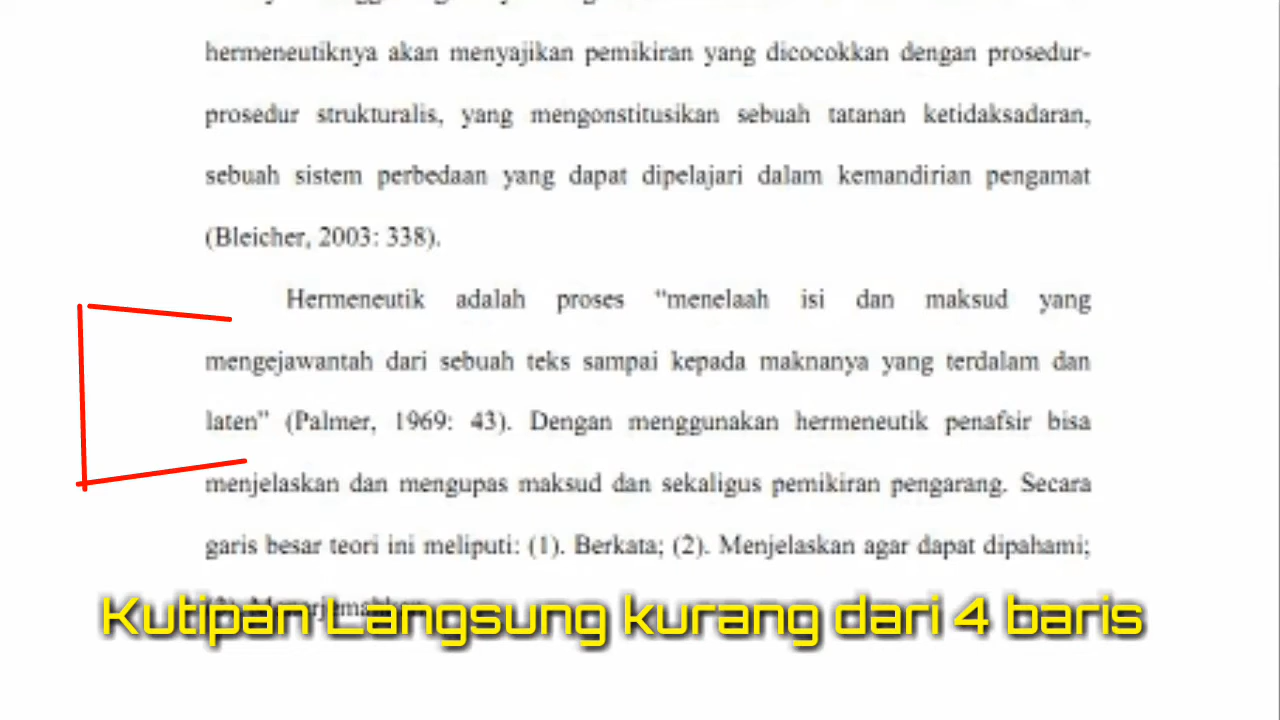 hermeneutiknya akan menyajikan pemikiran yang dicocokkan dengan prosedur-
prosedur strukturalis, yang mengonstitusikan sebuah tatanan ketidaksadaran,
sebuah sistem perbedaan yang dapat dipelajari dalam kemandirian pengamat
(Bleicher, 2003: 338).
Hermeneutik adalah proses “menelaah isi dan maksud yang
mengejawantah dari sebuah teks sampai kepada maknanya yang terdalam dan
laten” (Palmer, 1969: 43). Dengan menggunakan hermeneutik penafsir bisa
menjelaskan dan mengupas maksud dan sekaligus pemikiran pengarang. Secara
garis besar teori ini meliputi: (1). Berkata; (2). Menjelaskan agar dapat dipahami;
Kutipan Langsung kurang dari 4 baris